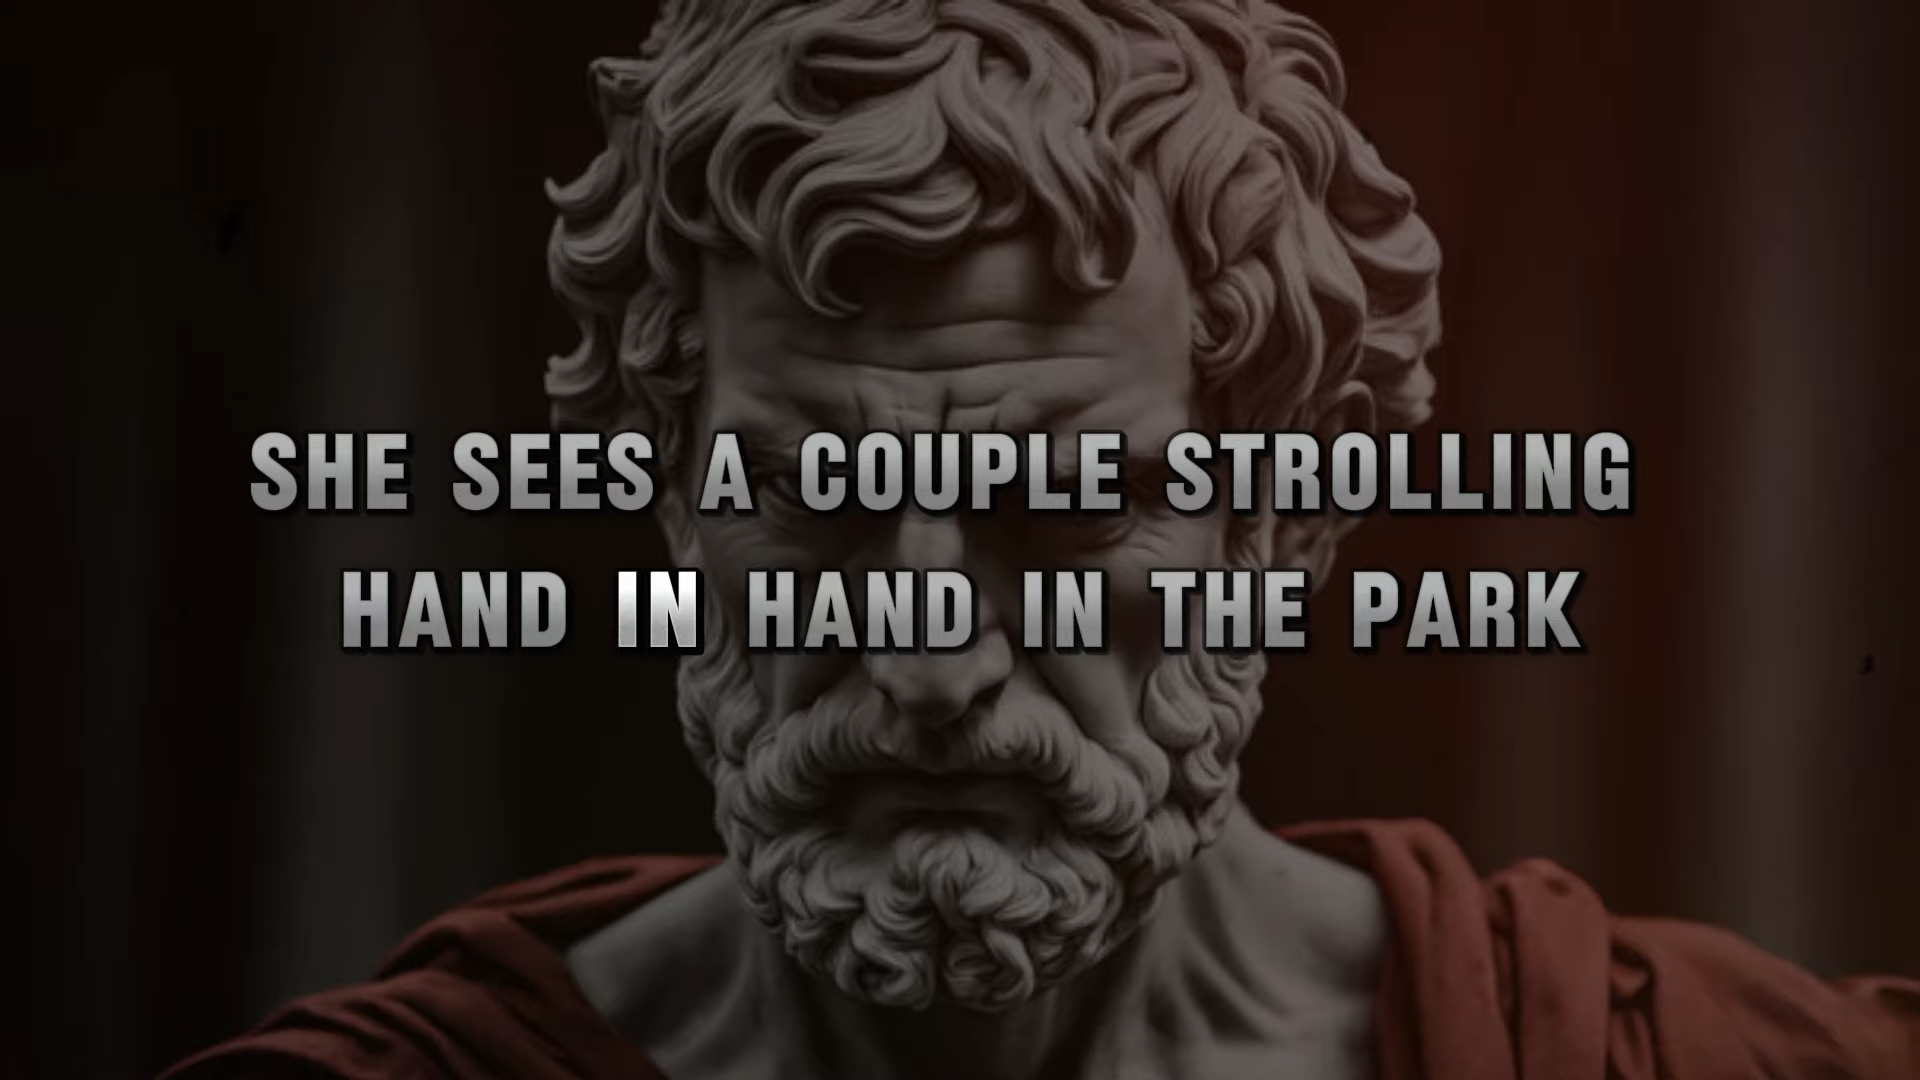 SHE SEES A COUPLE STROLLING
HAND IN HAND IN THE PARK